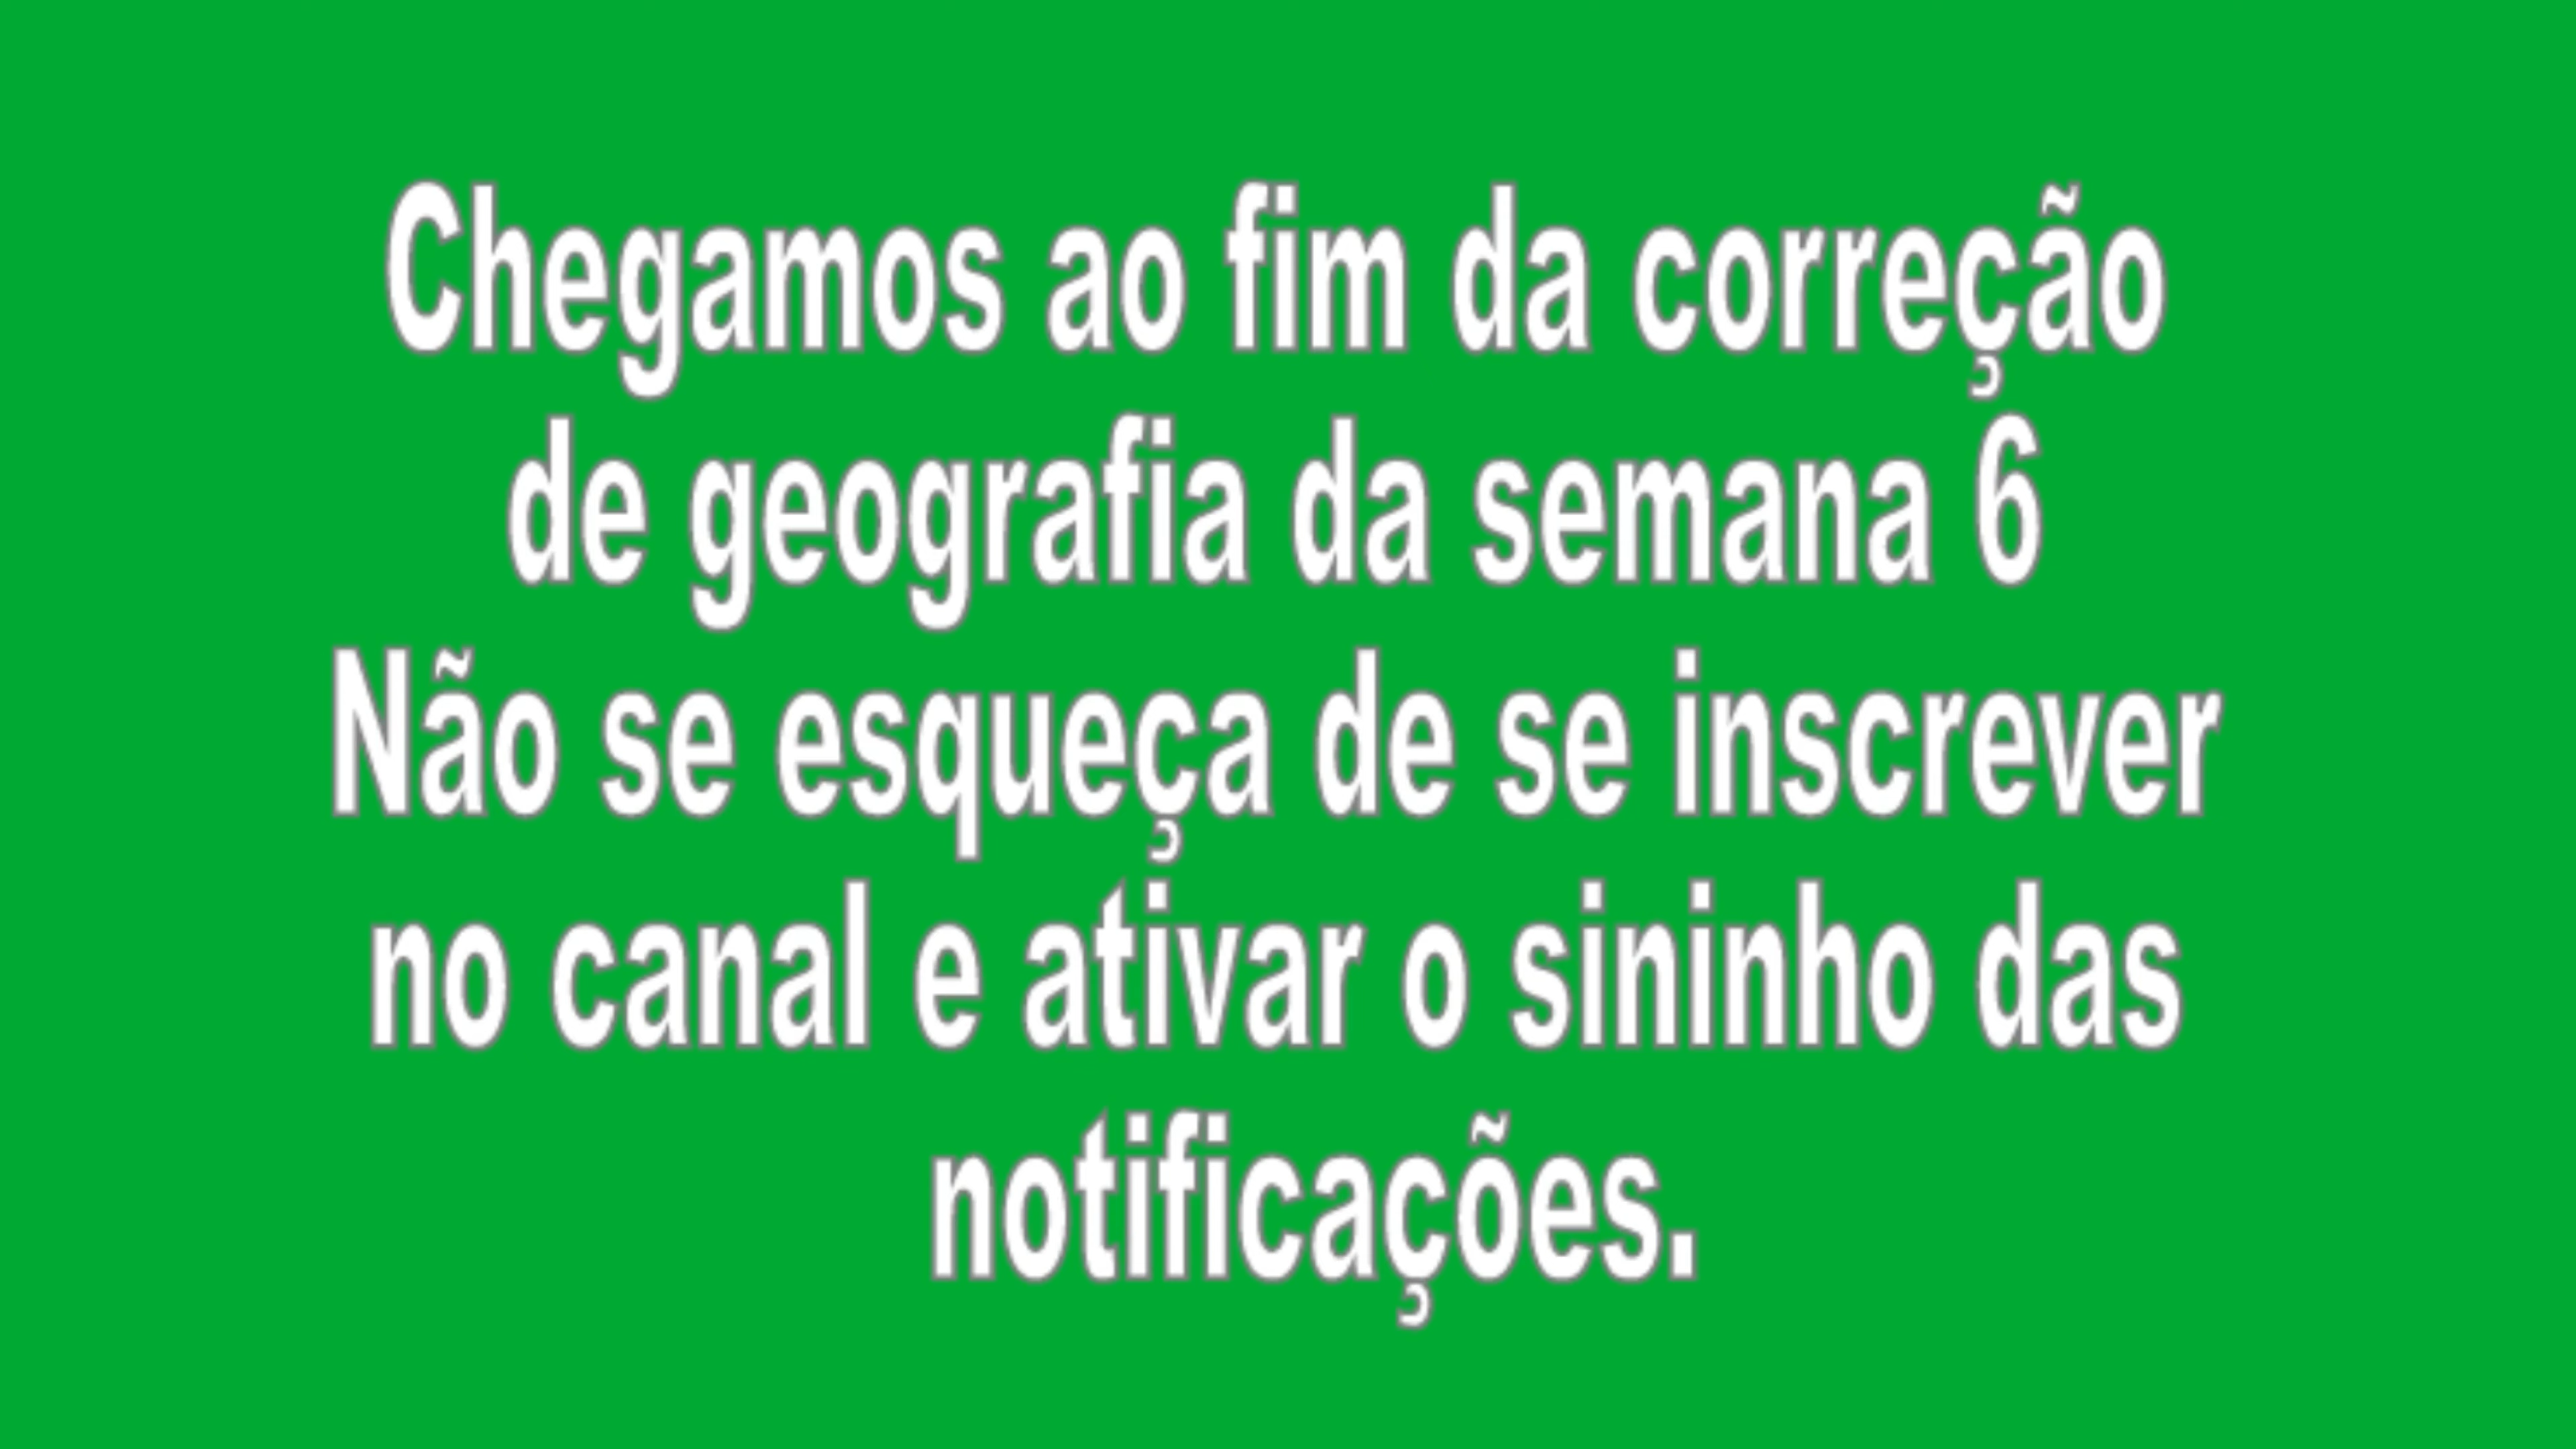 Chegamos ao fim da correção
de geografia da semana 6
Não se esqueça de se inscrever
no canal e ativar o sininho das
notificações.